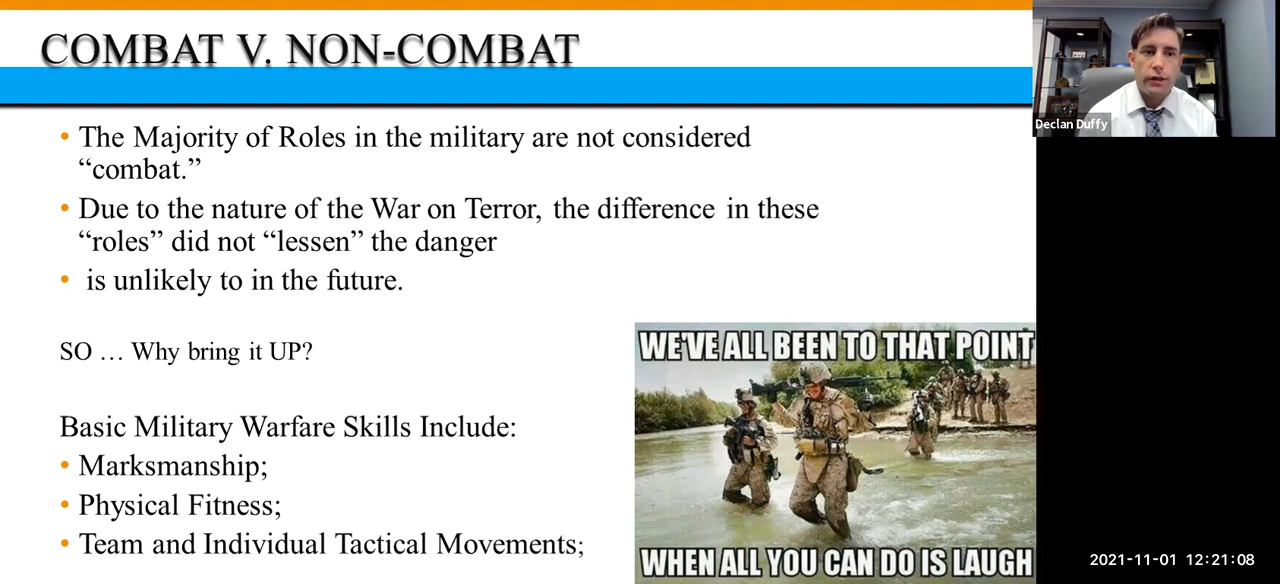 COMBAT V. NON-COMBAT
• The Majority of Roles in the military are not considered
“combat.”
• Due to the nature of the War on Terror, the difference in these
“roles” did not “lessen” the danger
• is unlikely to in the future.
SO … Why bring it UP?
Basic Military Warfare Skills Include:
• Marksmanship;
• Physical Fitness;
• Team and Individual Tactical Movements;
WE'VE ALL BEEN TO THAT POINT
WHEN ALL YOU CAN DO IS LAUGH
Declan Duffy
2021-11-01 12:21:08